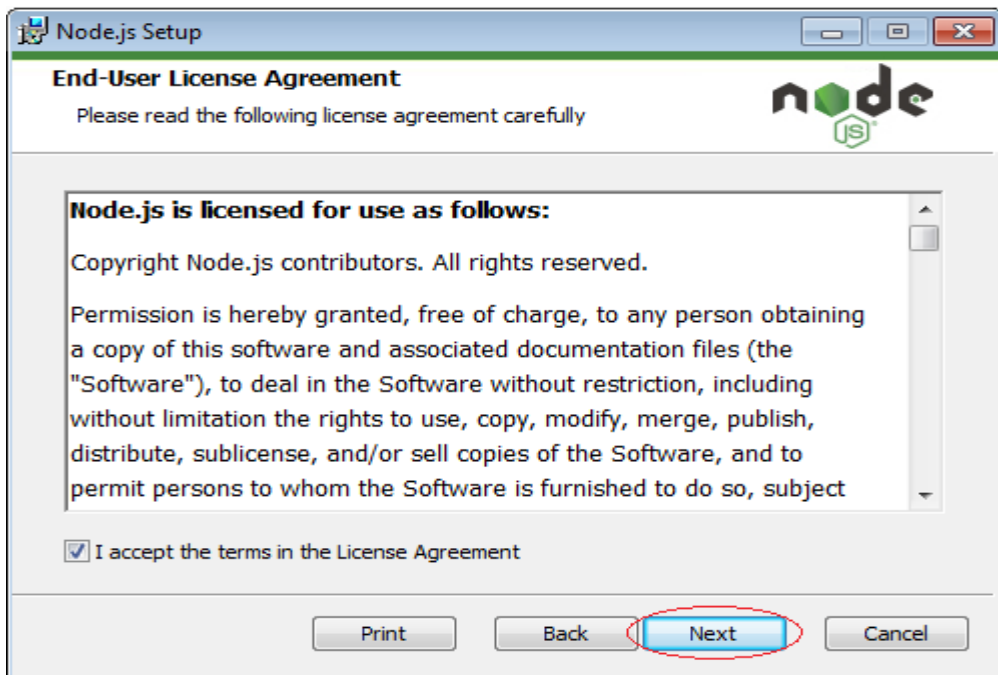 Node.js Setup
End-User License Agreement
Please read the following license agreement carefully
node
JS
Node.js is licensed for use as follows:
Copyright Node.js contributors. All rights reserved.
Permission is hereby granted, free of charge, to any person obtaining
a copy of this software and associated documentation files (the
"Software"), to deal in the Software without restriction, including
without limitation the rights to use, copy, modify, merge, publish,
distribute, sublicense, and/or sell copies of the Software, and to
permit persons to whom the Software is furnished to do so, subject
I accept the terms in the License Agreement
Print Back Next Cancel